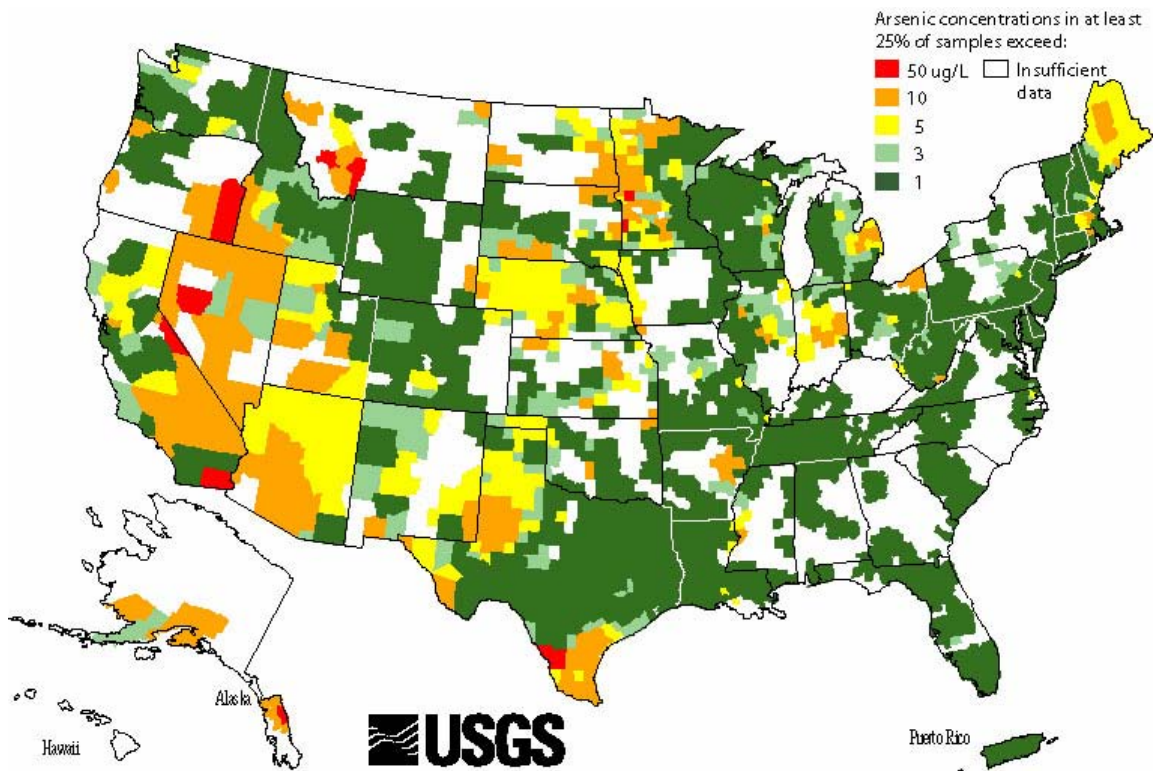 Arsenic concentrations in at least
25% of samples exceed:
50 ug/L
Insufficient
data
10
5
3
1
Alaska
Hawaii
USGS
Puerto Rico